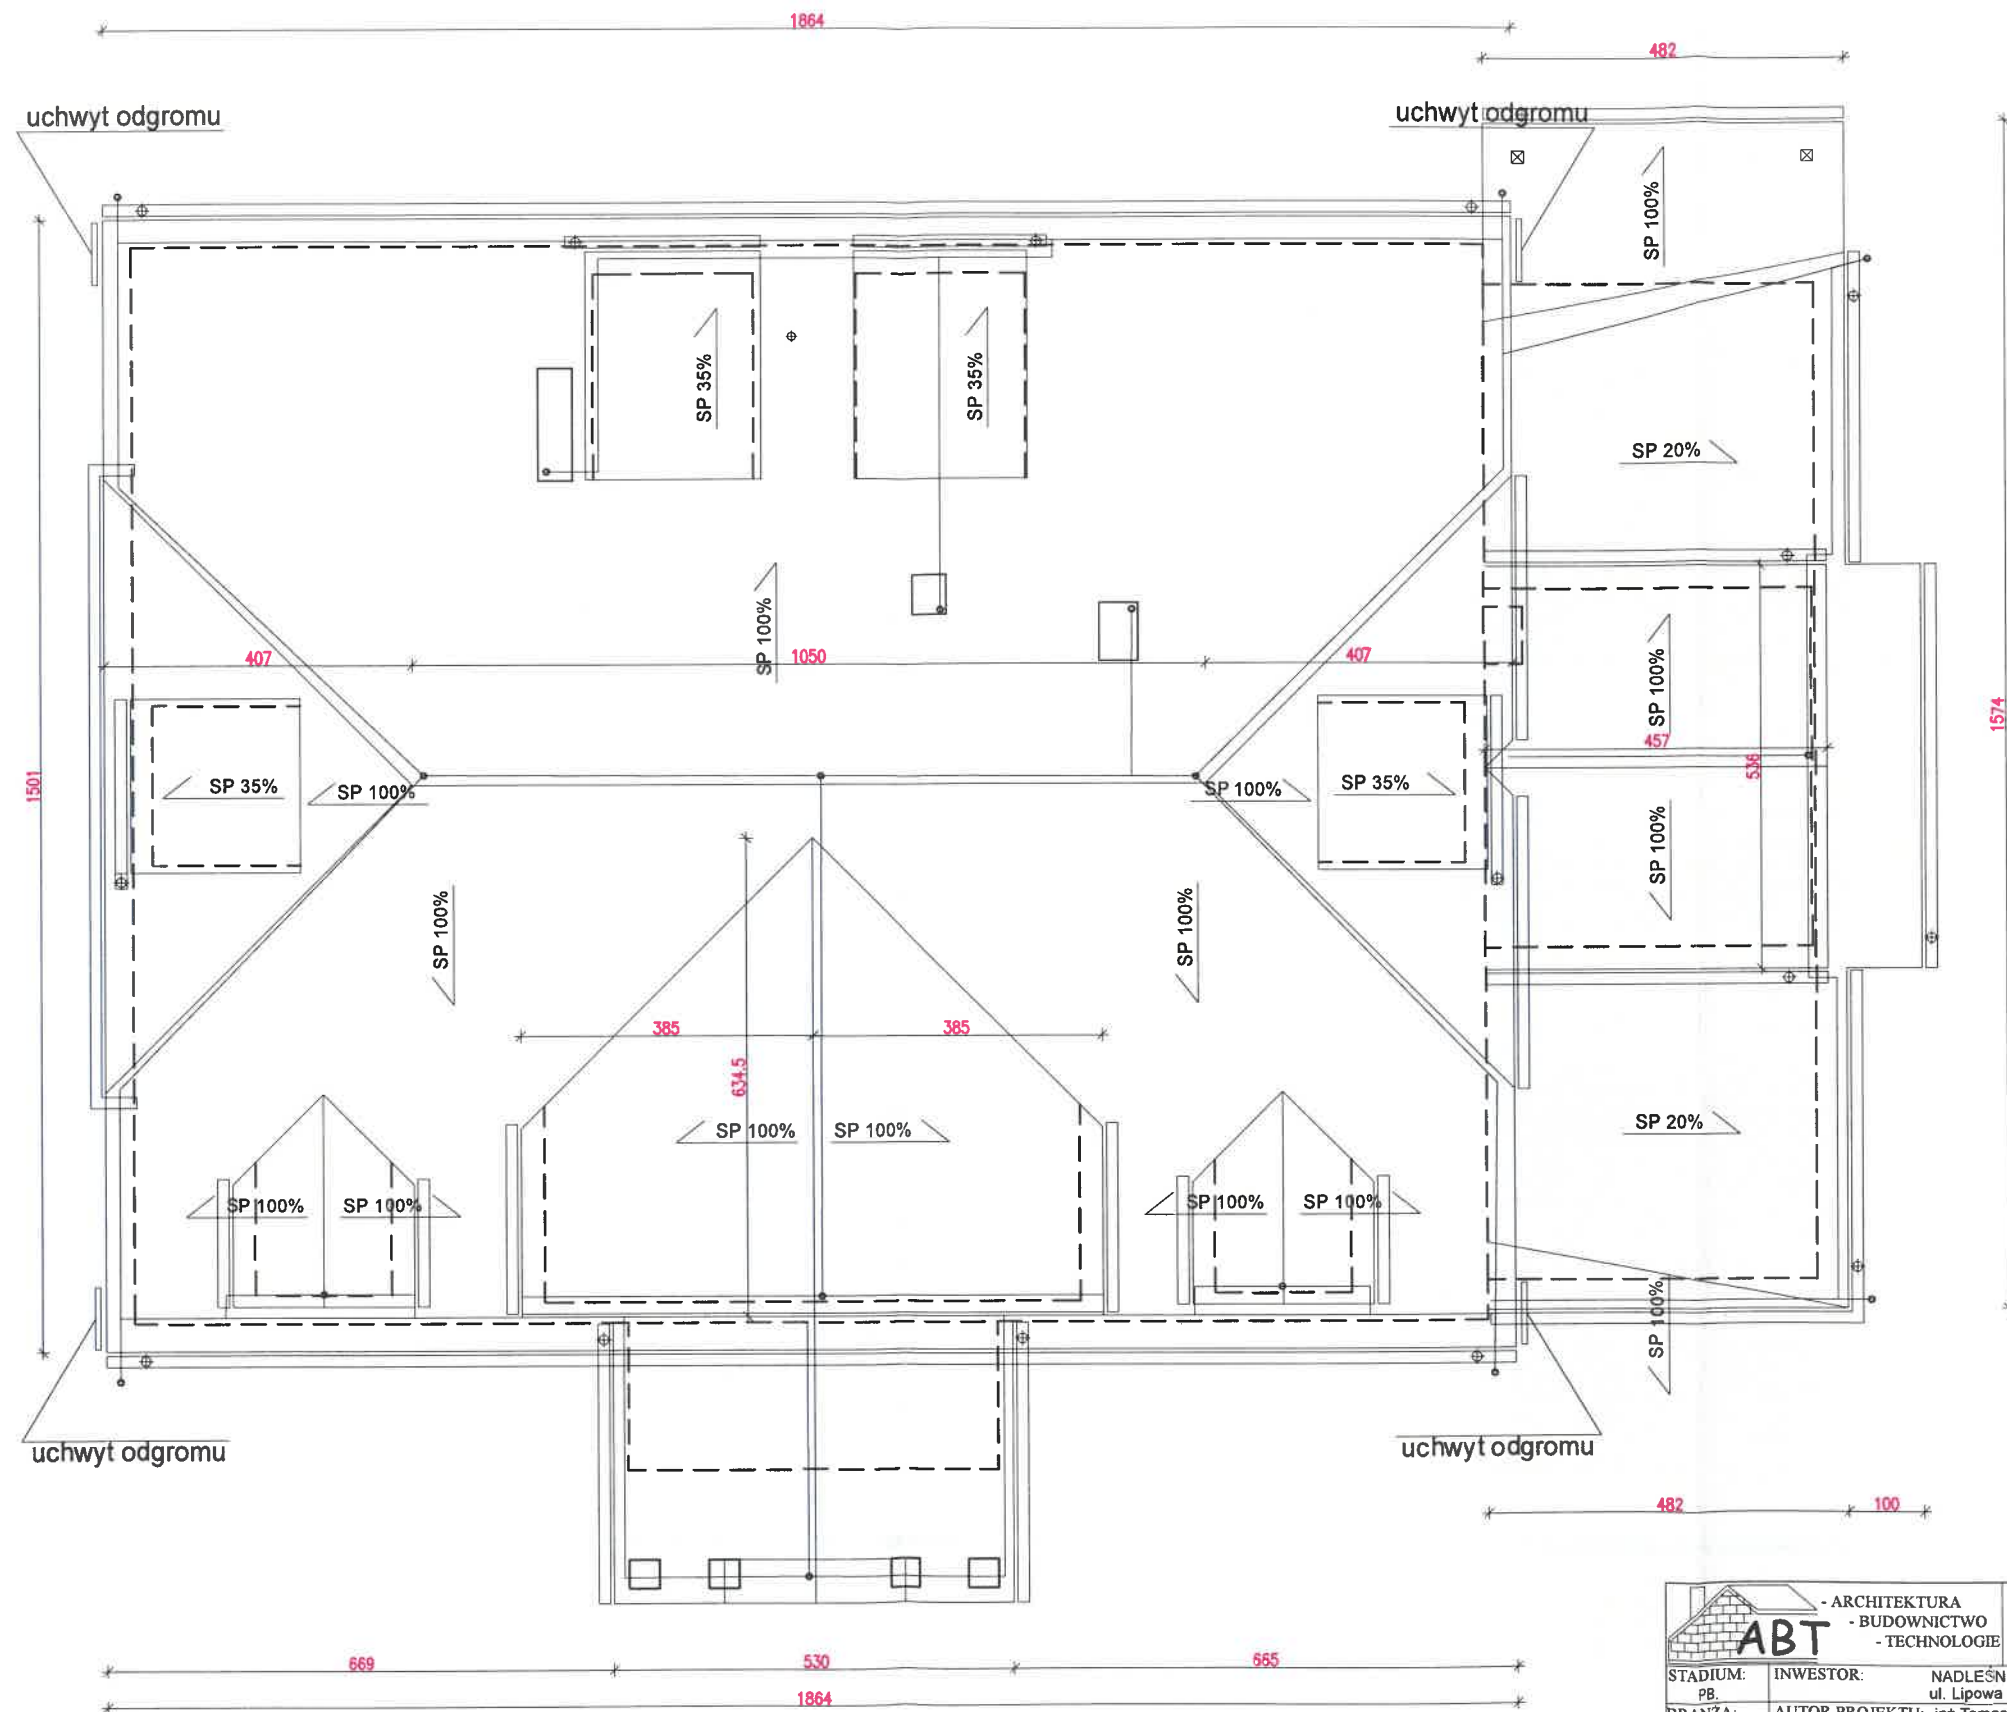 1864
482
uchwyt odgromu
uchwyt odgromu
SP 100%
SP 35%
SP 35%
SP 20%
SP 100%
SP 100%
407
1050
407
457
536
1574
1501
SP 35%
SP 100%
SP 100%
SP 35%
SP 100%
SP 100%
SP 100%
385
385
634.5
SP 100%
SP 100%
SP 20%
SP 100%
SP 100%
SP 100%
SP 100%
SP 100%
uchwyt odgromu
uchwyt odgromu
482
100
669
530
665
1864
- ARCHITEKTURA
- BUDOWNICTWO
- TECHNOLOGIE
ABT
STADIUM:
PB.
INWESTOR:
NADLEŚN
ul. Lipowa